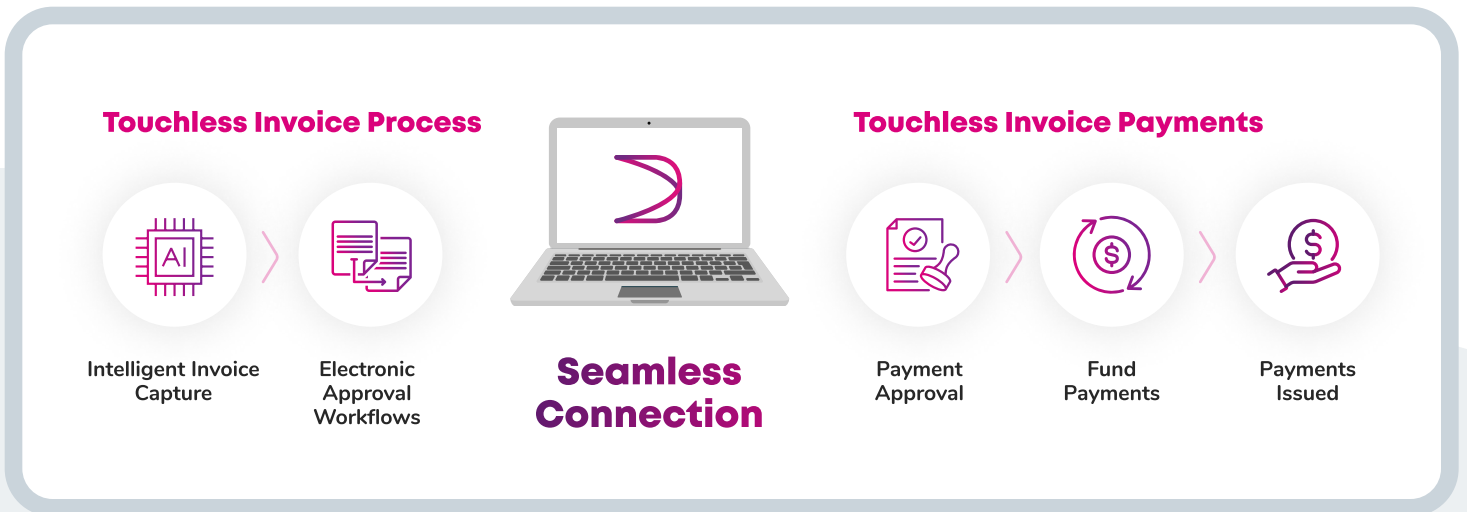 Touchless Invoice Process
AI
Intelligent Invoice
Capture
Electronic
Approval
Workflows
Seamless
Connection
Touchless Invoice Payments
$
$
Payment
Approval
Fund
Payments
Payments
Issued